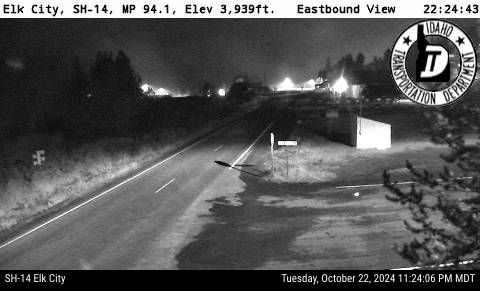 Elk City, SH-14, MP 94.1, Elev 3,939ft. Eastbound View 22:24:43
IDAHO
TRANSPORTATION DEPARTMENT
SH-14 Elk City Tuesday, October 22, 2024 11:24:06 PM MDT